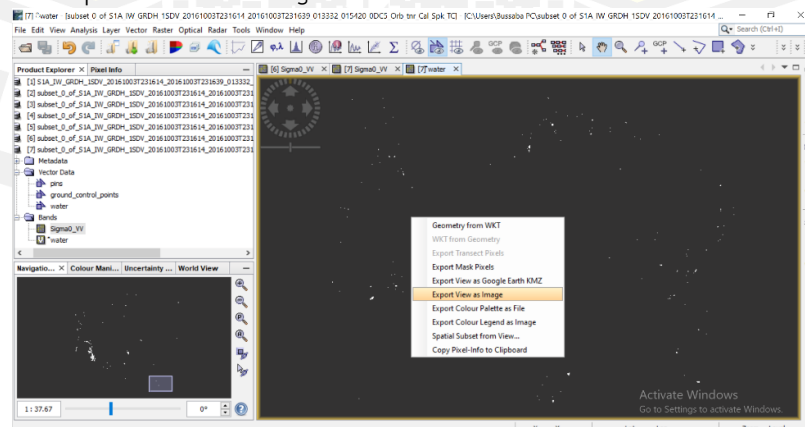 [7] water - [subset 0 of S1A IW GRDH 1SDV 20161003T231614 20161003T231639 013332 015420 0DC5 Orb tnr Cal Spk TC] - [C:\Users\Bussaba PC\subset 0 of S1A IW GRDH 1SDV 20161003T231614 ...
File Edit View Analysis Layer Vector Raster Optical Radar Tools Window Help
Search (Ctrl+I)
GCP
GCP
Product Explorer × Pixel Info
[6] Sigma0_VV × [7] Sigma0_VV × [7] water ×
[1] S1A_IW_GRDH_1SDV_20161003T231614_20161003T231639_013332_
[2] subset_0_of_S1A_IW_GRDH_1SDV_20161003T231614_20161003T231
[3] subset_0_of_S1A_IW_GRDH_1SDV_20161003T231614_20161003T231
[4] subset_0_of_S1A_IW_GRDH_1SDV_20161003T231614_20161003T231
[5] subset_0_of_S1A_IW_GRDH_1SDV_20161003T231614_20161003T231
[6] subset_0_of_S1A_IW_GRDH_1SDV_20161003T231614_20161003T231
[7] subset_0_of_S1A_IW_GRDH_1SDV_20161003T231614_20161003T231
Metadata
Vector Data
pins
ground_control_points
water
Bands
Sigma0_VV
water
Navigatio... × Colour Mani... Uncertainty ... World View
1 : 37.67
0°
Geometry from WKT
WKT from Geometry
Export Transect Pixels
Export Mask Pixels
Export View as Google Earth KMZ
Export View as Image
Export Colour Palette as File
Export Colour Legend as Image
Spatial Subset from View...
Copy Pixel-Info to Clipboard
Activate Windows
Go to Settings to activate Windows.